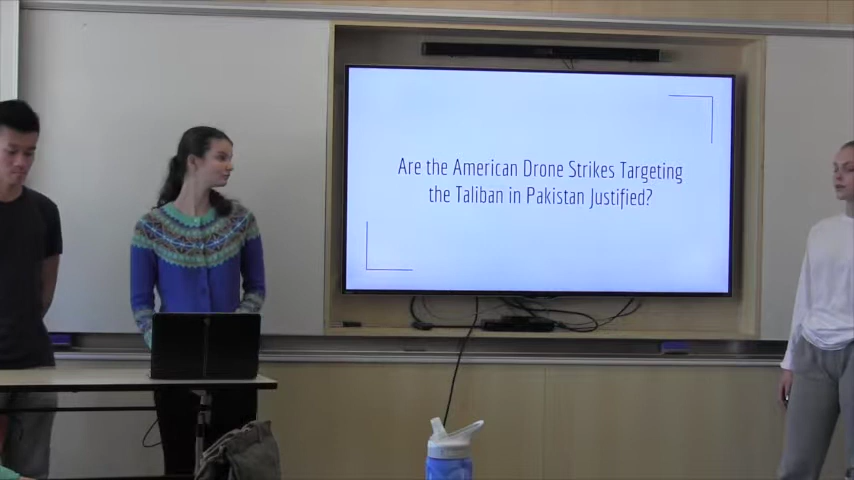 Are the American Drone Strikes Targeting
the Taliban in Pakistan Justified?